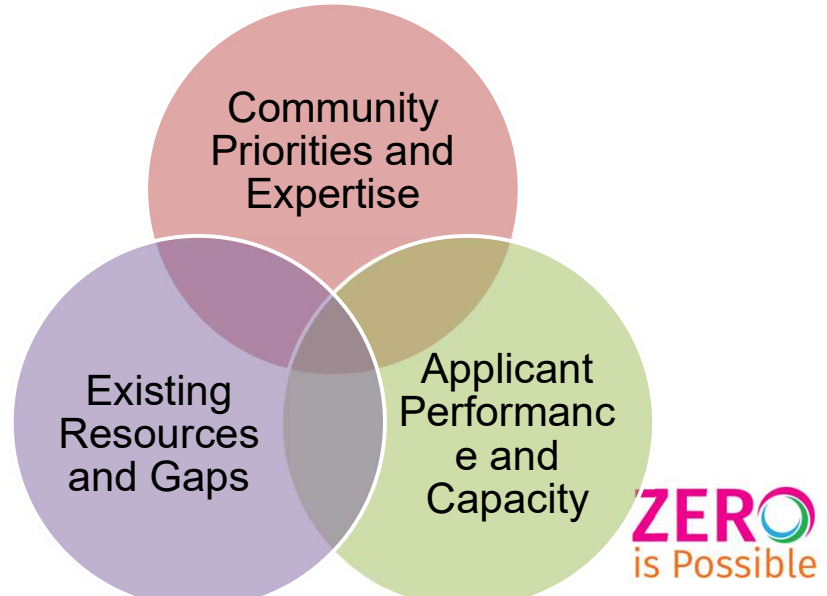 Community
Priorities and
Expertise
Existing
Resources
and Gaps
Applicant
Performanc
e and
Capacity
ZERO
is Possible